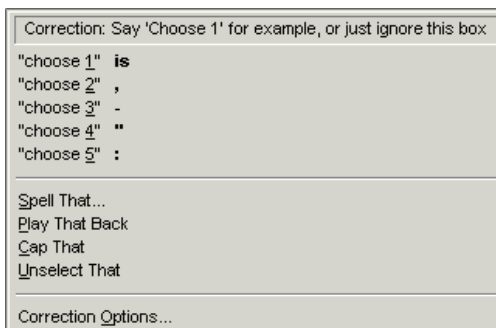 Correction: Say 'Choose 1' for example, or just ignore this box
"choose 1" is
"choose 2" ,
"choose 3" -
"choose 4" "
"choose 5" :
Spell That...
Play That Back
Cap That
Unselect That
Correction Options...